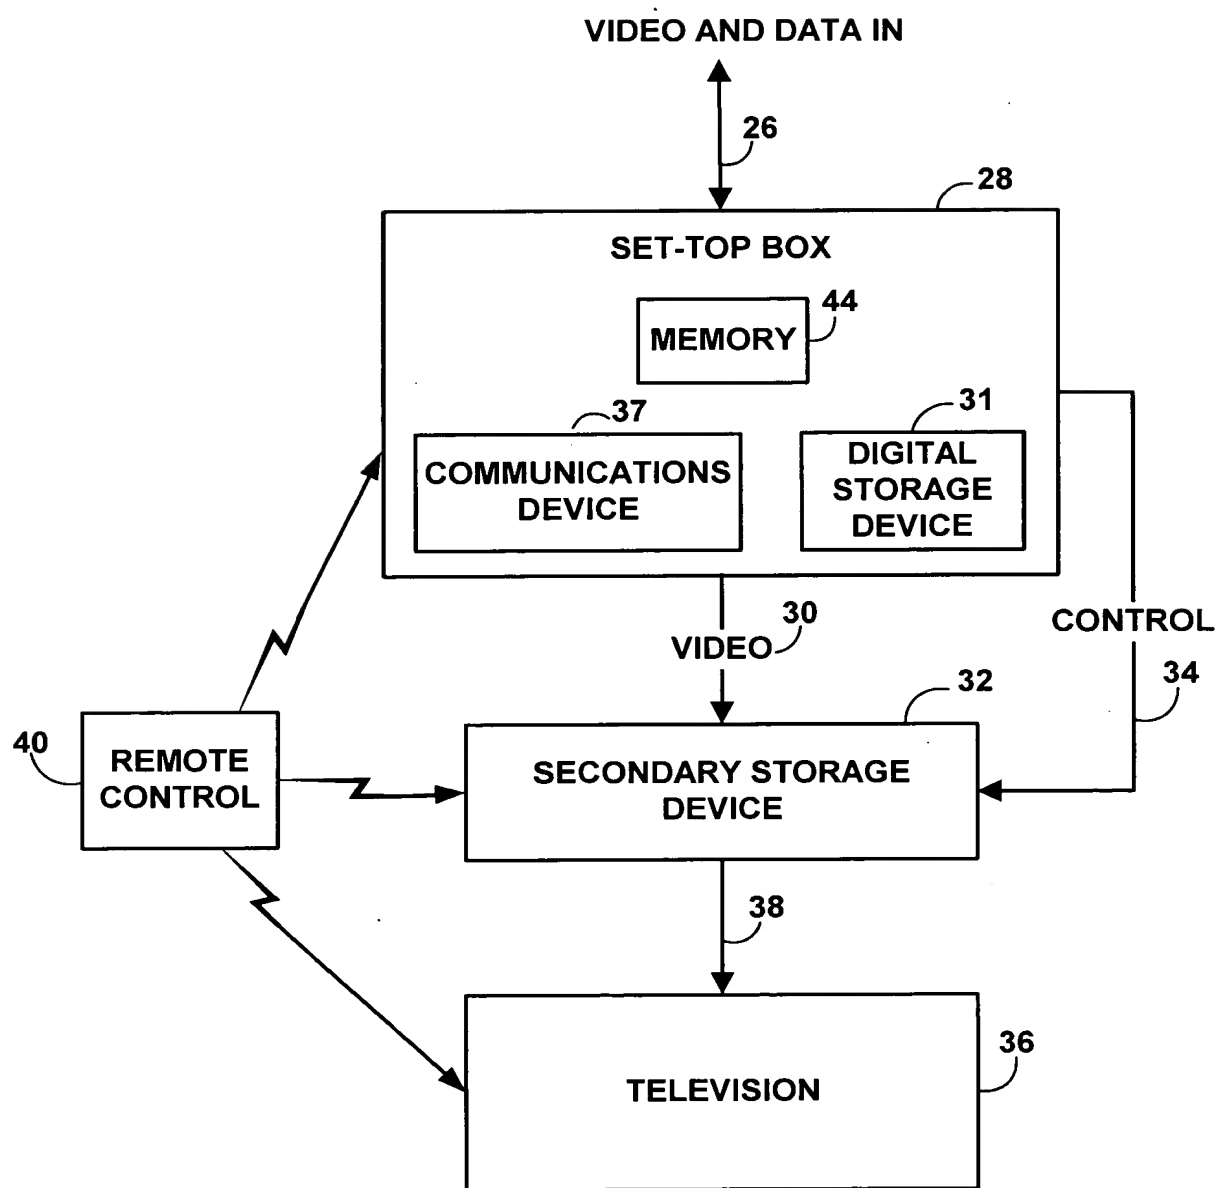 VIDEO AND DATA IN
26
28
SET-TOP BOX
44
MEMORY
37
31
COMMUNICATIONS
DEVICE
DIGITAL
STORAGE
DEVICE
30
VIDEO
CONTROL
34
32
40
REMOTE
CONTROL
SECONDARY STORAGE
DEVICE
38
36
TELEVISION